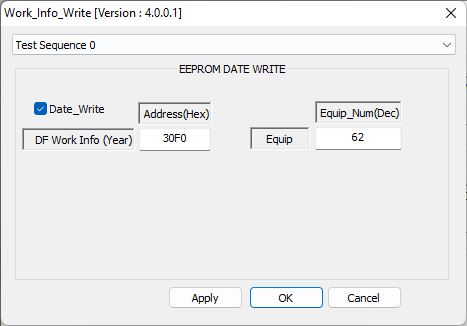 Work_Info_Write [Version : 4.0.0.1]
Test Sequence 0
EEPROM DATE WRITE
Date_Write
Address(Hex)
Equip_Num(Dec)
DF Work Info (Year)
30F0
Equip
62
Apply
OK
Cancel